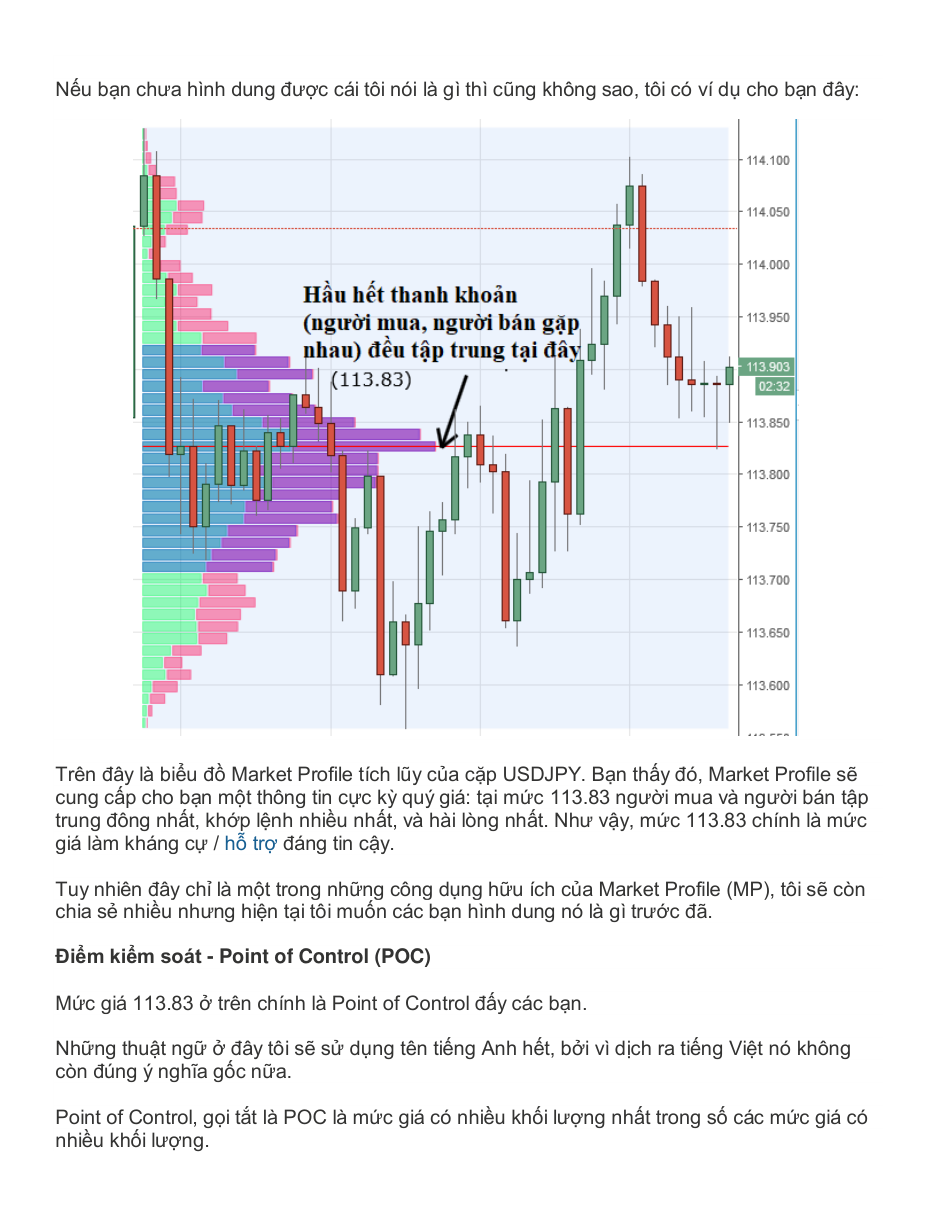 Nếu bạn chưa hình dung được cái tôi nói là gì thì cũng không sao, tôi có ví dụ cho bạn đây:
114.100
114.050
114.000
Hầu hết thanh khoản
(người mua, người bán gặp
nhau) đều tập trung tại đây
(113.83)
113.950
113.903
02:32
113.850
113.800
113.750
113.700
113.650
113.600
Trên đây là biểu đồ Market Profile tích lũy của cặp USDJPY. Bạn thấy đó, Market Profile sẽ
cung cấp cho bạn một thông tin cực kỳ quý giá: tại mức 113.83 người mua và người bán tập
trung đông nhất, khớp lệnh nhiều nhất, và hài lòng nhất. Như vậy, mức 113.83 chính là mức
giá làm kháng cự / hỗ trợ đáng tin cậy.
Tuy nhiên đây chỉ là một trong những công dụng hữu ích của Market Profile (MP), tôi sẽ còn
chia sẻ nhiều nhưng hiện tại tôi muốn các bạn hình dung nó là gì trước đã.
Điểm kiểm soát - Point of Control (POC)
Mức giá 113.83 ở trên chính là Point of Control đấy các bạn.
Những thuật ngữ ở đây tôi sẽ sử dụng tên tiếng Anh hết, bởi vì dịch ra tiếng Việt nó không
còn đúng ý nghĩa gốc nữa.
Point of Control, gọi tắt là POC là mức giá có nhiều khối lượng nhất trong số các mức giá có
nhiều khối lượng.